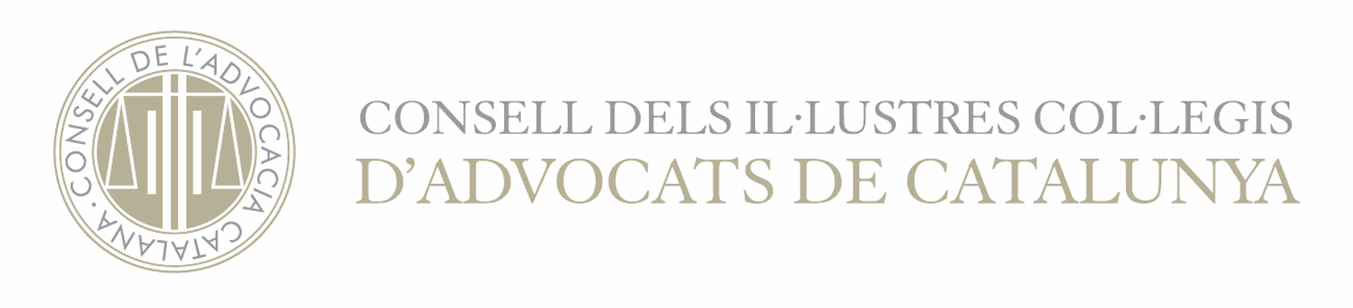 CONSELL DE L'ADVOCACIA CATALANA ·
CONSELL DELS IL·LUSTRES COL·LEGIS
D'ADVOCATS DE CATALUNYA